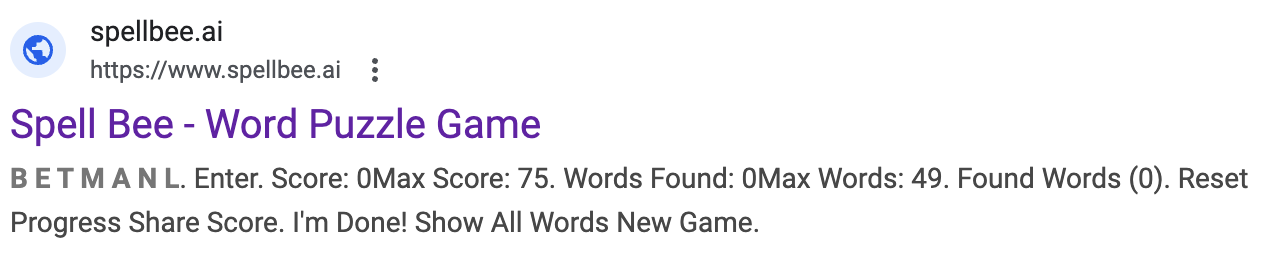 spellbee.ai
https://www.spellbee.ai
Spell Bee - Word Puzzle Game
B E T M A N L. Enter. Score: 0Max Score: 75. Words Found: 0Max Words: 49. Found Words (0). Reset
Progress Share Score. I'm Done! Show All Words New Game.